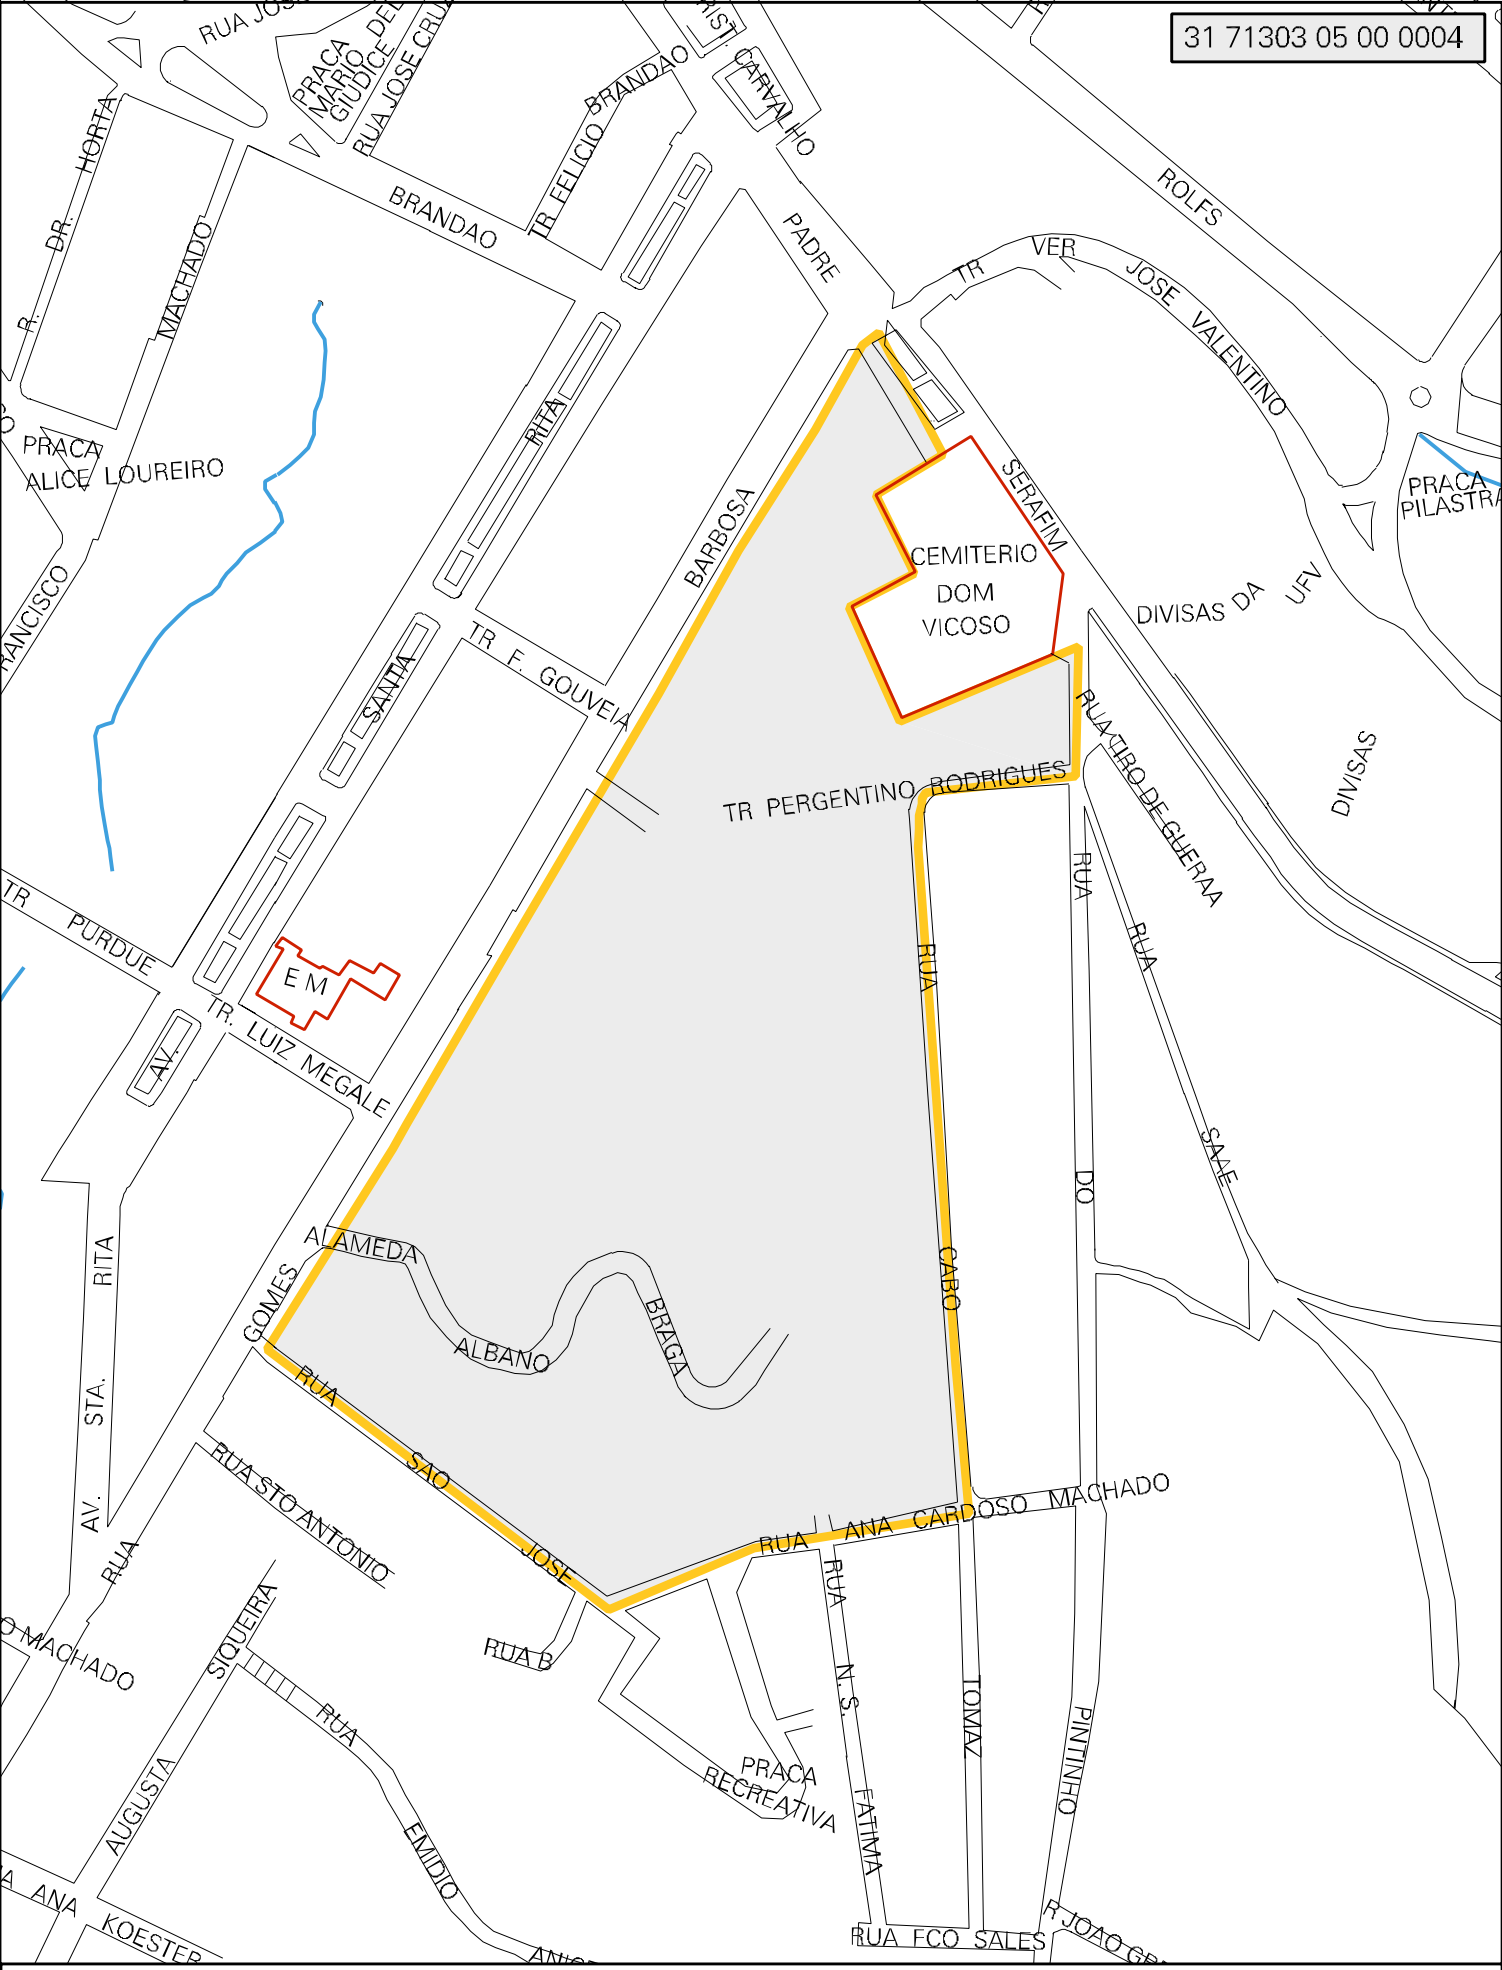 31 71303 05 00 0004
RUA JOSE
PRACA
MARIO DEL
GIUDICE
RUA JOSE CRUZ
BRANDAO
TR FELICIO
CARVALHO
R. DR. HORTA
MACHADO
BRANDAO
PADRE
ROLFS
TR VER JOSE VALENTINO
PRACA
ALICE LOUREIRO
RITA
BARBOSA
SERAFIM
PRACA
CEMITERIO
DOM
VICOSO
DIVISAS DA UFV
RANCISCO
TR F. GOUVEIA
SANTA
RUA TIRO DE GUERAA
DIVISAS
TR PERGENTINO RODRIGUES
TR PURDUE
RUA
RUA
RUA
E M
TR. LUIZ MEGALE
AV.
SAAE
DO
ALAMEDA
ALBANO
BRAGA
CABO
GOMES
RITA
STA.
AV.
RUA
RUA SAO JOSE
RUA STO ANTONIO
RUA ANA CARDOSO MACHADO
RUA
O MACHADO
SIQUEIRA
RUA B
RUA
N. S.
FATIMA
TOMAZ
PINTINHO
PRACA
RECREATIVA
AUGUSTA
EMIDIO
ANA
KOESTER
RUA FCO SALES
R JOAO